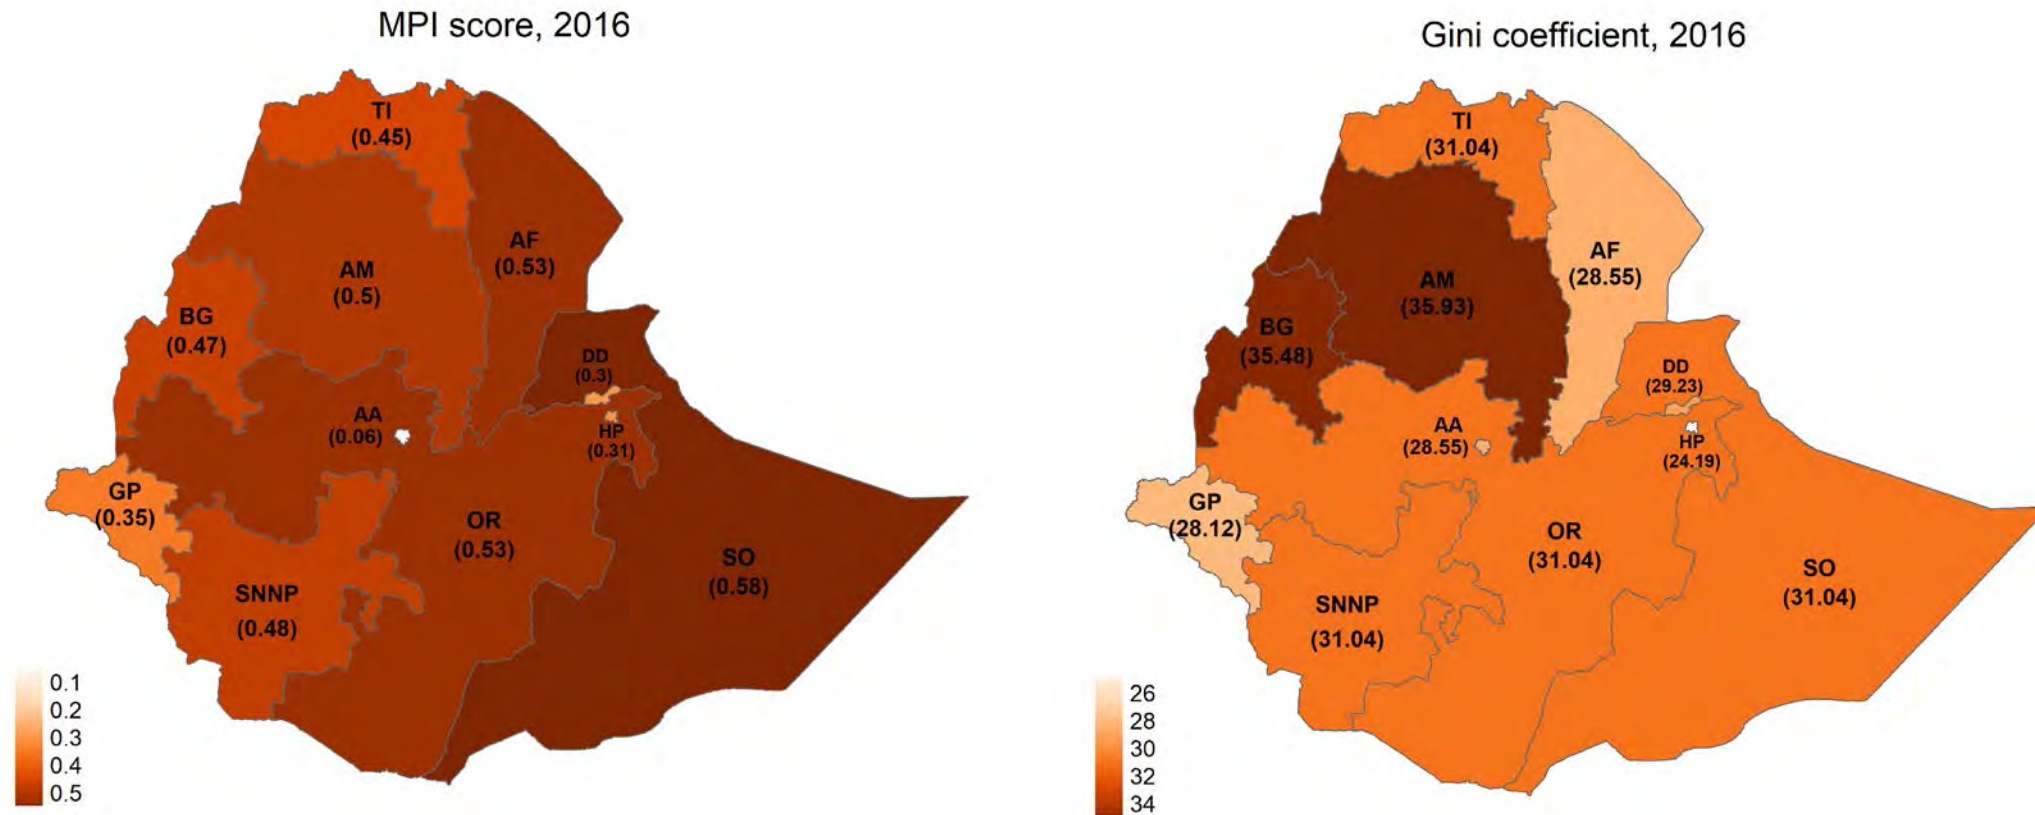 MPI score, 2016
TI
(0.45)
AF
(0.53)
AM
(0.5)
BG
(0.47)
DD
(0.3)
AA
(0.06)
HP
(0.31)
GP
(0.35)
OR
(0.53)
SO
(0.58)
SNNP
(0.48)
0.1
0.2
0.3
0.4
0.5
Gini coefficient, 2016
TI
(31.04)
AF
(28.55)
AM
(35.93)
BG
(35.48)
DD
(29.23)
AA
(28.55)
HP
(24.19)
GP
(28.12)
OR
(31.04)
SO
(31.04)
SNNP
(31.04)
26
28
30
32
34